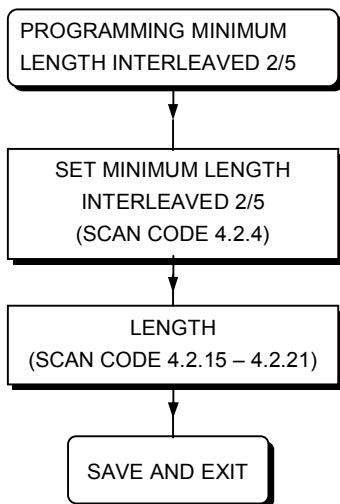 PROGRAMMING MINIMUM
LENGTH INTERLEAVED 2/5
SET MINIMUM LENGTH
INTERLEAVED 2/5
(SCAN CODE 4.2.4)
LENGTH
(SCAN CODE 4.2.15 – 4.2.21)
SAVE AND EXIT